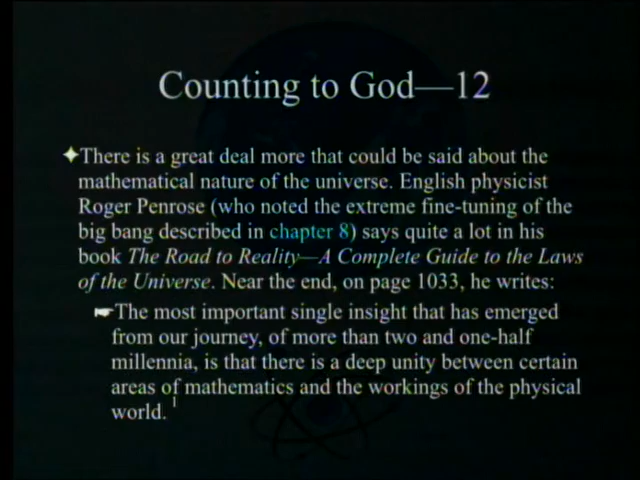 Counting to God—12
✦There is a great deal more that could be said about the
mathematical nature of the universe. English physicist
Roger Penrose (who noted the extreme fine-tuning of the
big bang described in chapter 8) says quite a lot in his
book The Road to Reality—A Complete Guide to the Laws
of the Universe. Near the end, on page 1033, he writes:
☛The most important single insight that has emerged
from our journey, of more than two and one-half
millennia, is that there is a deep unity between certain
areas of mathematics and the workings of the physical
world.